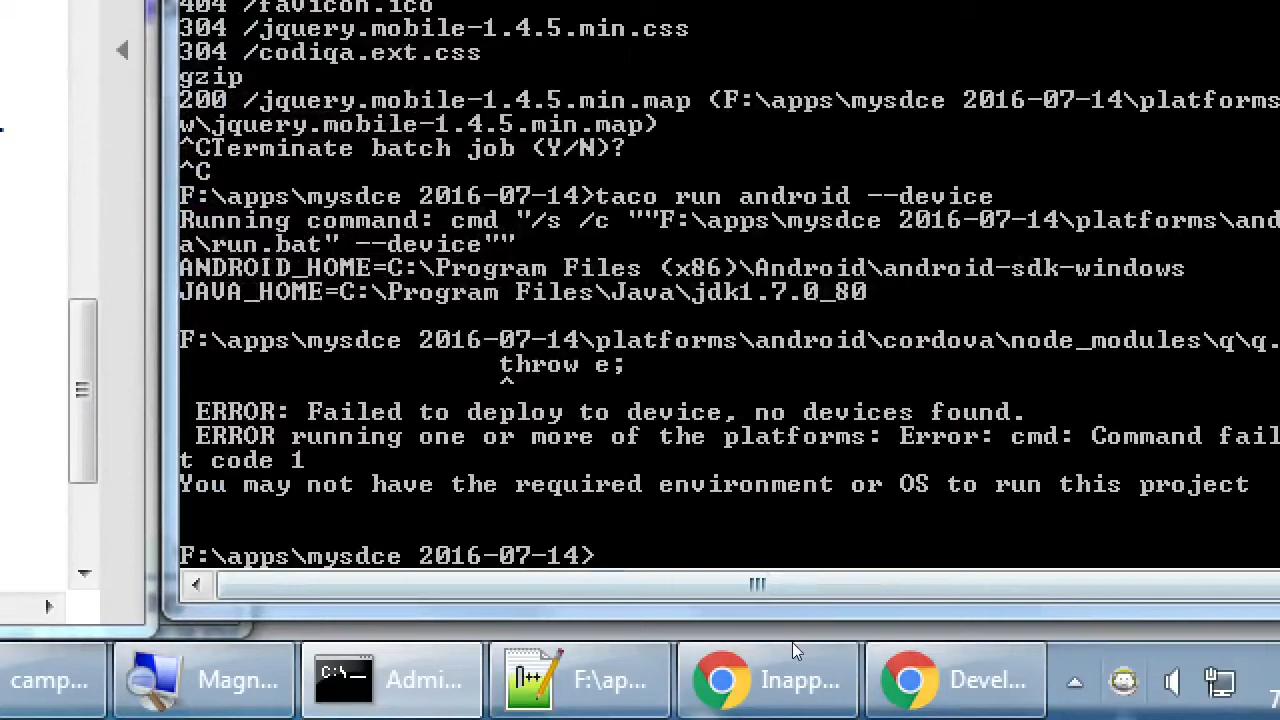 404 /favicon.ico
304 /jquery.mobile-1.4.5.min.css
304 /codiqa.ext.css
gzip
200 /jquery.mobile-1.4.5.min.map (F:\apps\mysdce 2016-07-14\platforms
w\jquery.mobile-1.4.5.min.map)
^CTerminate batch job (Y/N)?
^C
F:\apps\mysdce 2016-07-14>taco run android --device
Running command: cmd "/s /c ""F:\apps\mysdce 2016-07-14\platforms\and
a\run.bat" --device""
ANDROID_HOME=C:\Program Files (x86)\Android\android-sdk-windows
JAVA_HOME=C:\Program Files\Java\jdk1.7.0_80
F:\apps\mysdce 2016-07-14\platforms\android\cordova\node_modules\q\q.
throw e;
^
ERROR: Failed to deploy to device, no devices found.
ERROR running one or more of the platforms: Error: cmd: Command fail
t code 1
You may not have the required environment or OS to run this project
F:\apps\mysdce 2016-07-14>
camp... Magn... Admi... F:\ap... Inapp... Devel... 7